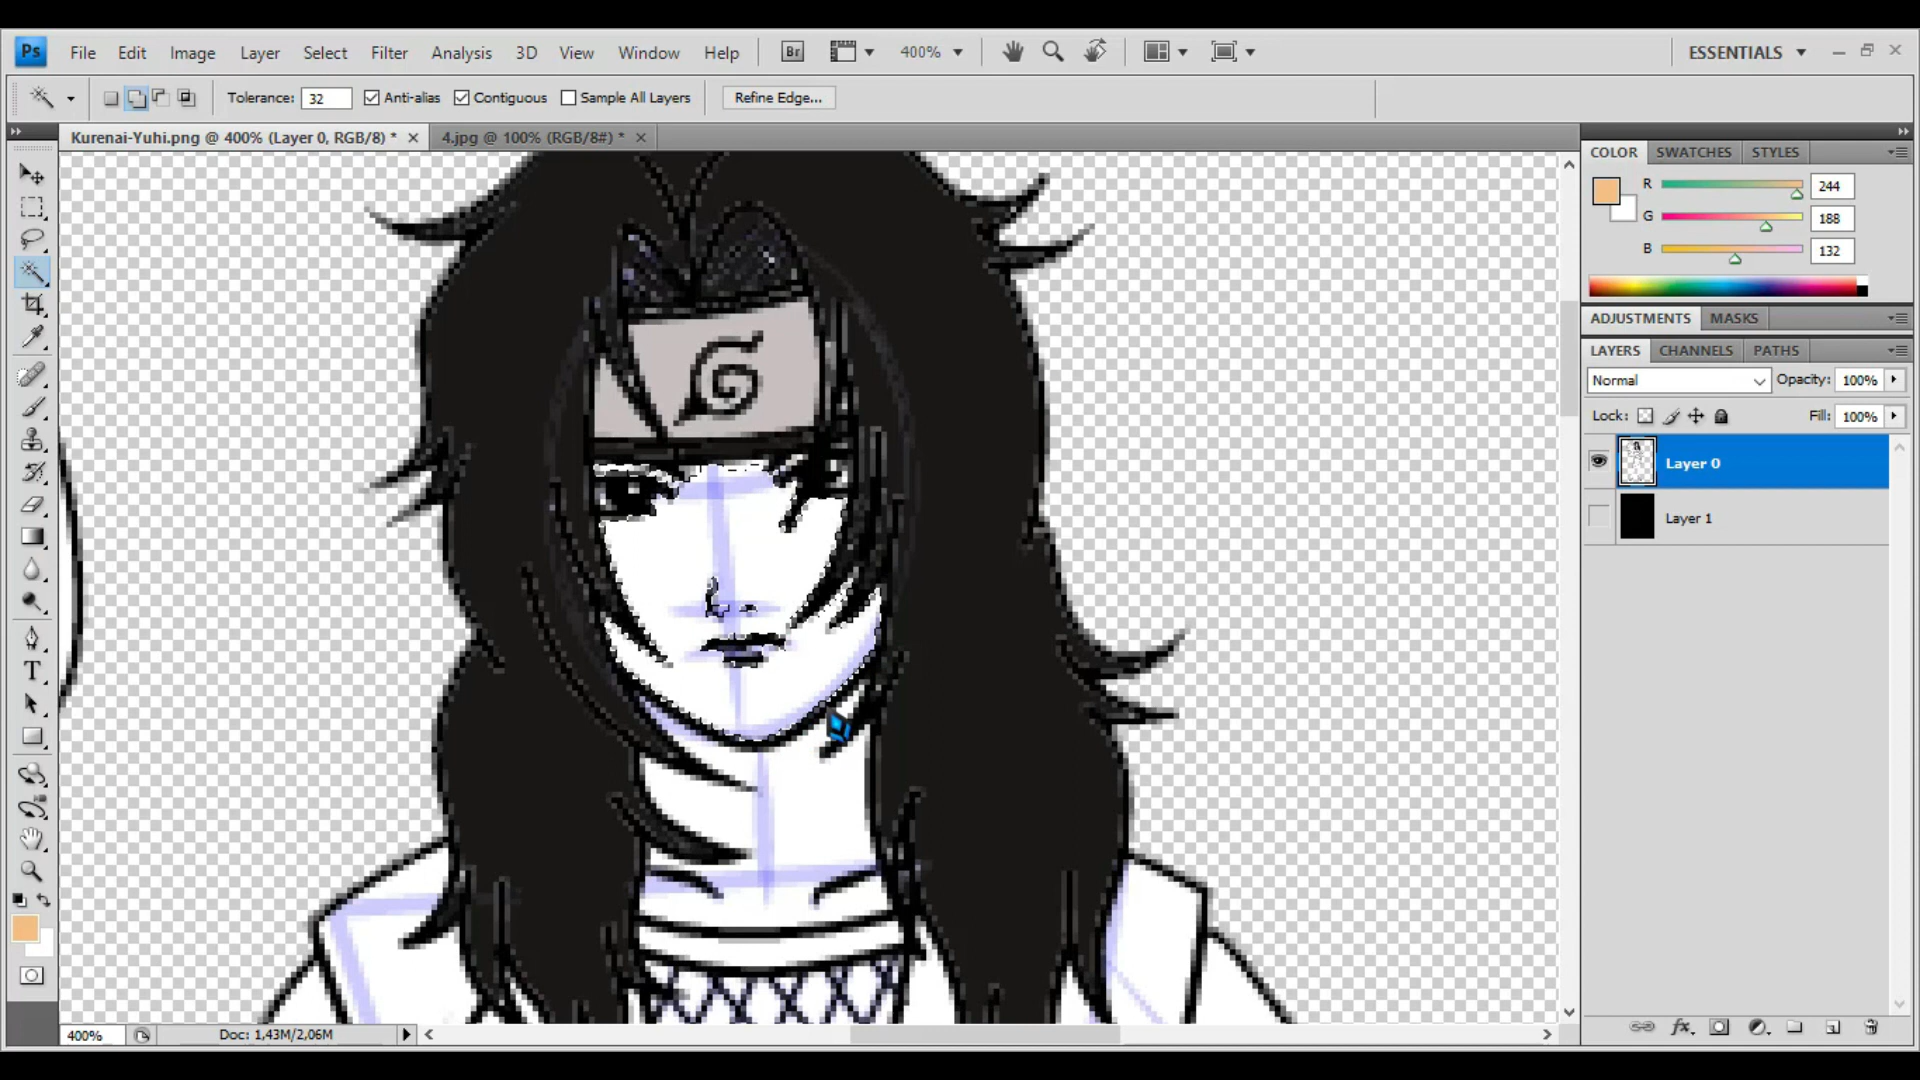 Ps File Edit Image Layer Select Filter Analysis 3D View Window Help Br 400% ESSENTIALS
Tolerance: 32 Anti-alias Contiguous Sample All Layers Refine Edge...
Kurenai-Yuhi.png @ 400% (Layer 0, RGB/8) * 4.jpg @ 100% (RGB/8#) *
COLOR SWATCHES STYLES
R 244
G 188
B 132
ADJUSTMENTS MASKS
LAYERS CHANNELS PATHS
Normal Opacity: 100%
Lock: Fill: 100%
Layer 0
Layer 1
T
fx
400% Doc: 1,43M/2,06M